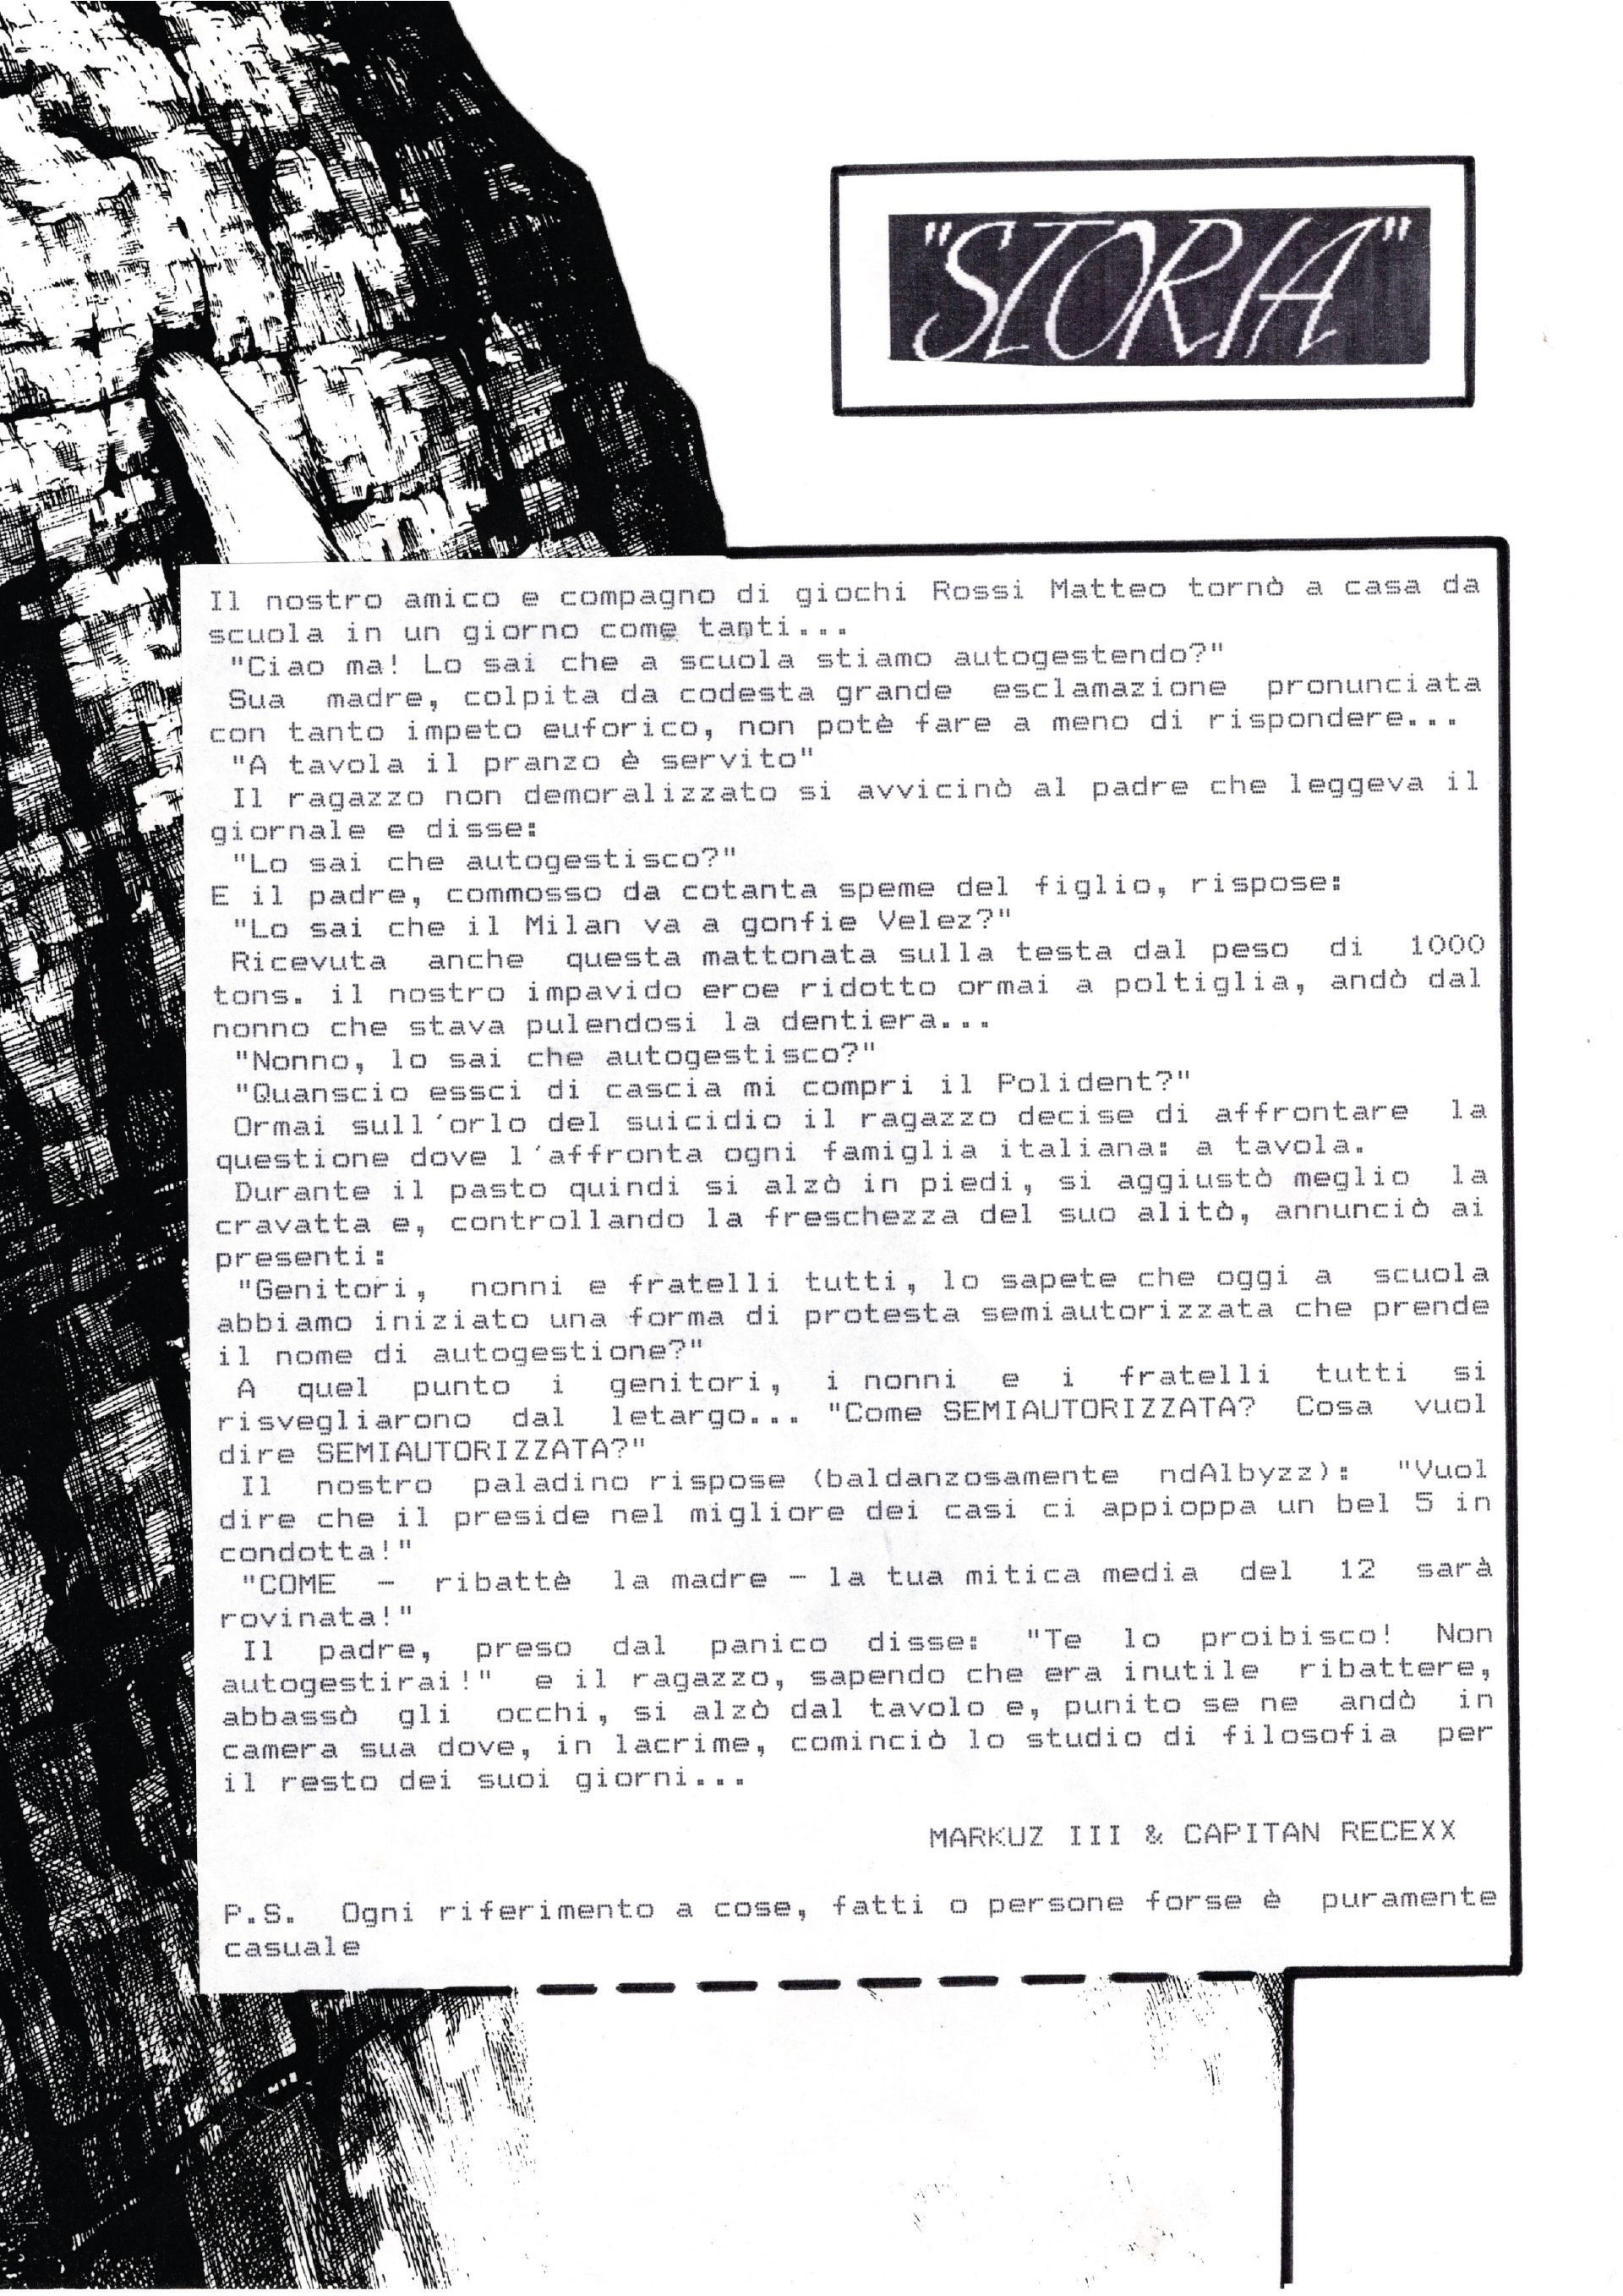 "STORIA"
Il nostro amico e compagno di giochi Rossi Matteo tornò a casa da
scuola in un giorno come tanti...
"Ciao ma! Lo sai che a scuola stiamo autogestendo?"
Sua madre, colpita da codesta grande esclamazione pronunciata
con tanto impeto euforico, non potè fare a meno di rispondere...
"A tavola il pranzo è servito"
Il ragazzo non demoralizzato si avvicinò al padre che leggeva il
giornale e disse:
"Lo sai che autogestisco?"
E il padre, commosso da cotanta speme del figlio, rispose:
"Lo sai che il Milan va a gonfie Velez?"
Ricevuta anche questa mattonata sulla testa dal peso di 1000
tons. il nostro impavido eroe ridotto ormai a poltiglia, andò dal
nonno che stava pulendosi la dentiera...
"Nonno, lo sai che autogestisco?"
"Quanscio essci di cascia mi compri il Polident?"
Ormai sull'orlo del suicidio il ragazzo decise di affrontare la
questione dove l'affronta ogni famiglia italiana: a tavola.
Durante il pasto quindi si alzò in piedi, si aggiustò meglio la
cravatta e, controllando la freschezza del suo alitò, annunciò ai
presenti:
"Genitori, nonni e fratelli tutti, lo sapete che oggi a scuola
abbiamo iniziato una forma di protesta semiautorizzata che prende
il nome di autogestione?"
A quel punto i genitori, i nonni e i fratelli tutti si
risvegliarono dal letargo... "Come SEMIAUTORIZZATA? Cosa vuol
dire SEMIAUTORIZZATA?"
Il nostro paladino rispose (baldanzosamente ndAlbyzz): "Vuol
dire che il preside nel migliore dei casi ci appioppa un bel 5 in
condotta!"
"COME - ribattè la madre - la tua mitica media del 12 sarà
rovinata!"
Il padre, preso dal panico disse: "Te lo proibisco! Non
autogestirai!" e il ragazzo, sapendo che era inutile ribattere,
abbassò gli occhi, si alzò dal tavolo e, punito se ne andò in
camera sua dove, in lacrime, cominciò lo studio di filosofia per
il resto dei suoi giorni...
MARKUZ III & CAPITAN RECEXX
P.S. Ogni riferimento a cose, fatti o persone forse è puramente
casuale